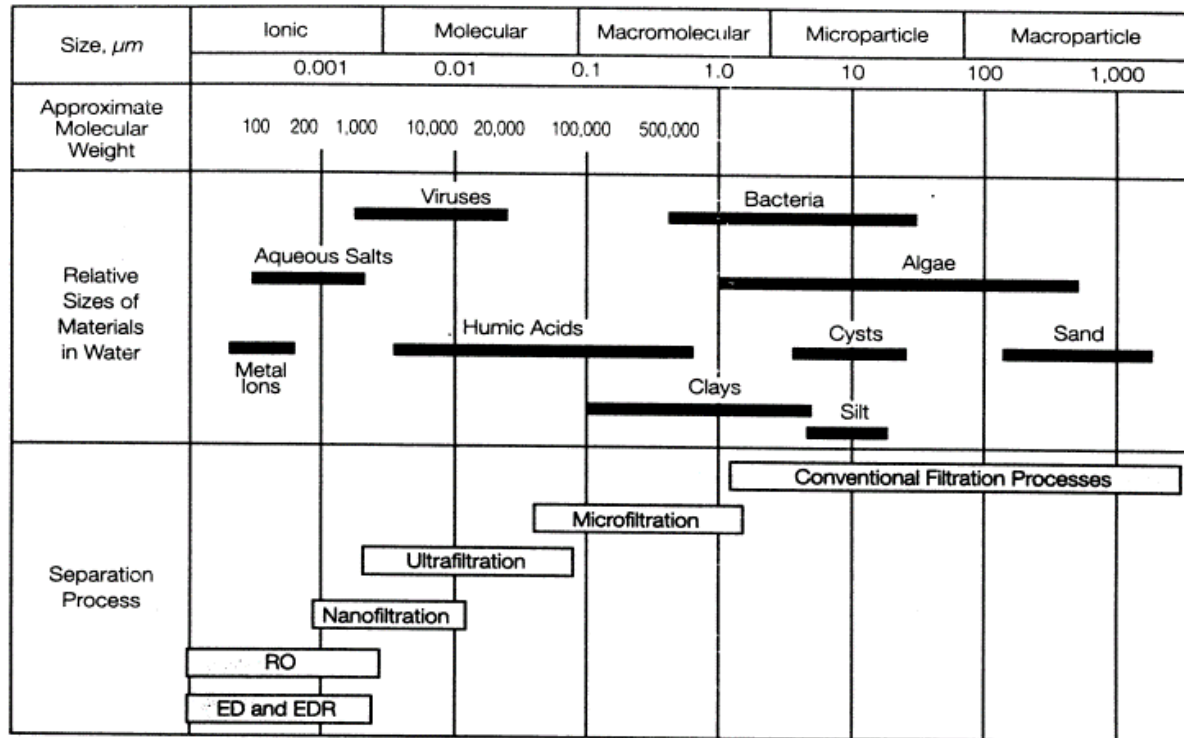 Size, μm
Ionic
Molecular
Macromolecular
Microparticle
Macroparticle
0.001
0.01
0.1
1.0
10
100
1,000
Approximate
Molecular
Weight
100
200
1,000
10,000
20,000
100,000
500,000
Relative
Sizes of
Materials
in Water
Viruses
Bacteria
Aqueous Salts
Algae
Humic Acids
Cysts
Sand
Metal
Ions
Clays
Silt
Separation
Process
Conventional Filtration Processes
Microfiltration
Ultrafiltration
Nanofiltration
RO
ED and EDR